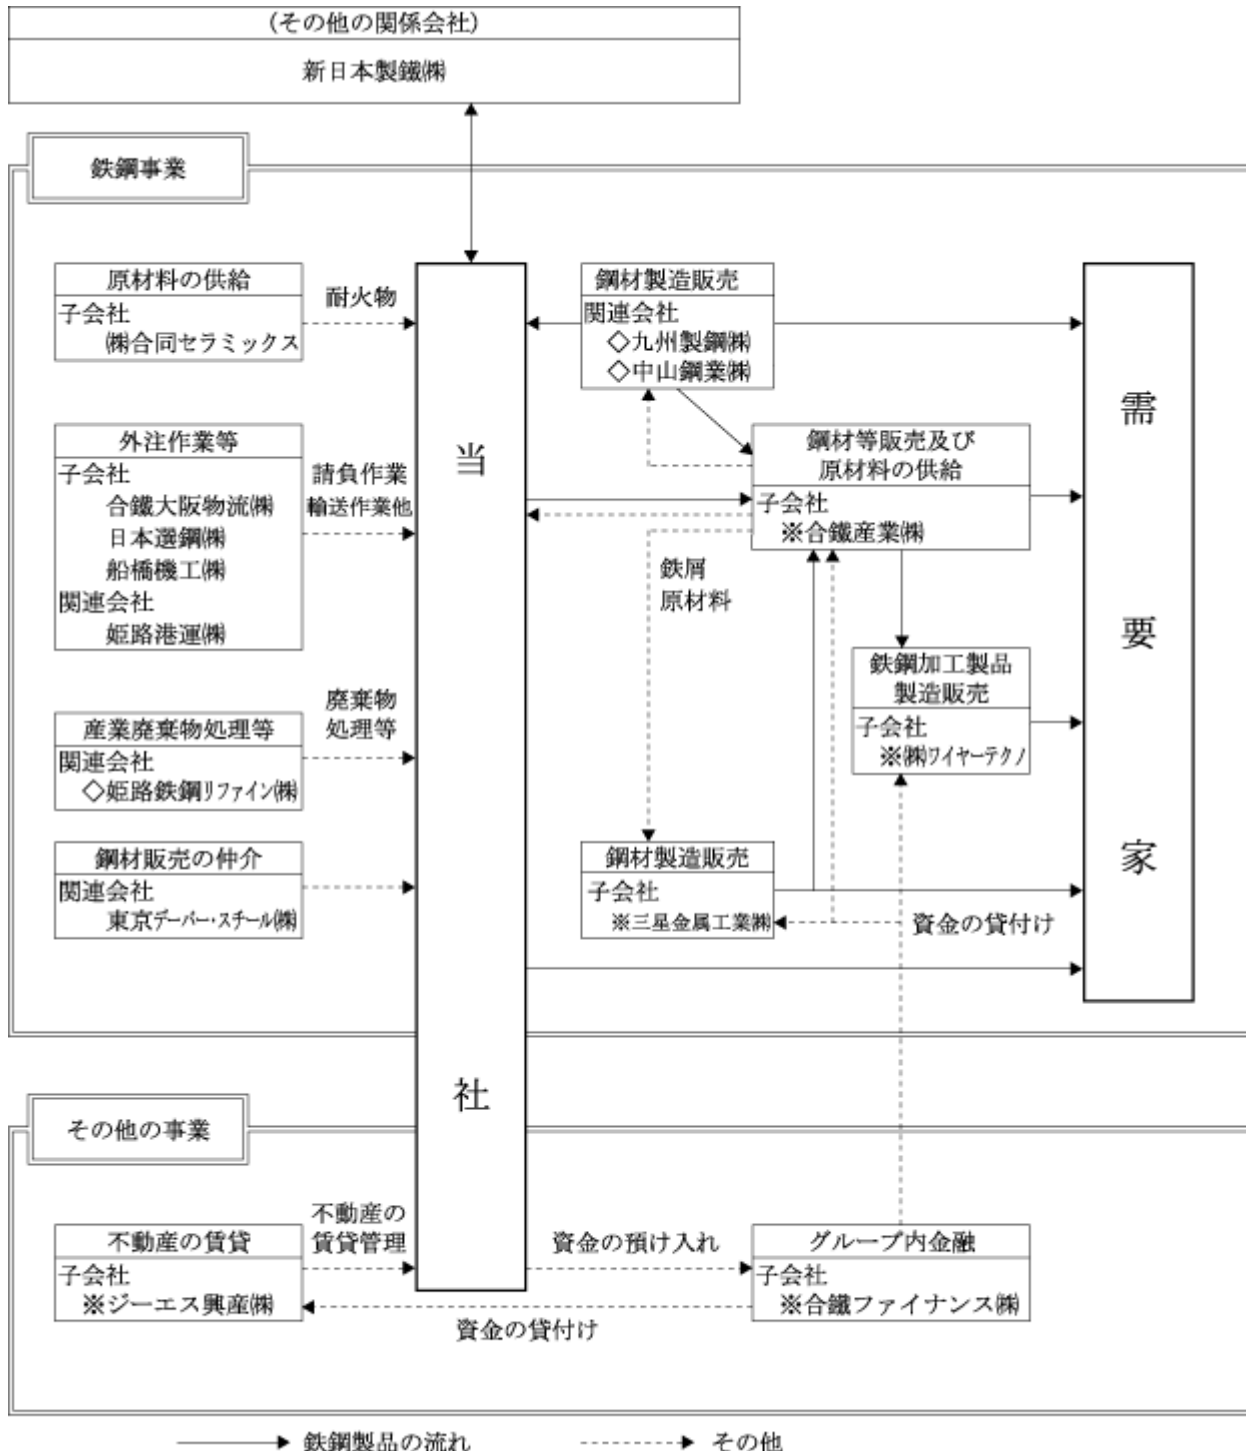 (その他の関係会社)
新日本製鐵㈱
鉄鋼事業
原材料の供給
子会社
㈱合同セラミックス
耐火物
外注作業等
子会社
合鐵大阪物流㈱
日本選鋼㈱
船橋機工㈱
関連会社
姫路港運㈱
請負作業
輸送作業他
産業廃棄物処理等
関連会社
◇姫路鉄鋼リファイン㈱
廃棄物
処理等
鋼材販売の仲介
関連会社
東京デーバー・スチール㈱
当
社
鋼材製造販売
関連会社
◇九州製鋼㈱
◇中山鋼業㈱
鋼材等販売及び
原材料の供給
子会社
※合鐵産業㈱
鉄屑
原材料
鉄鋼加工製品
製造販売
子会社
※㈱ワイヤーテクノ
鋼材製造販売
子会社
※三星金属工業㈱
資金の貸付け
需
要
家
その他の事業
不動産の賃貸
子会社
※ジーエス興産㈱
不動産の
賃貸管理
資金の預け入れ
グループ内金融
子会社
※合鐵ファイナンス㈱
資金の貸付け
鉄鋼製品の流れ
その他